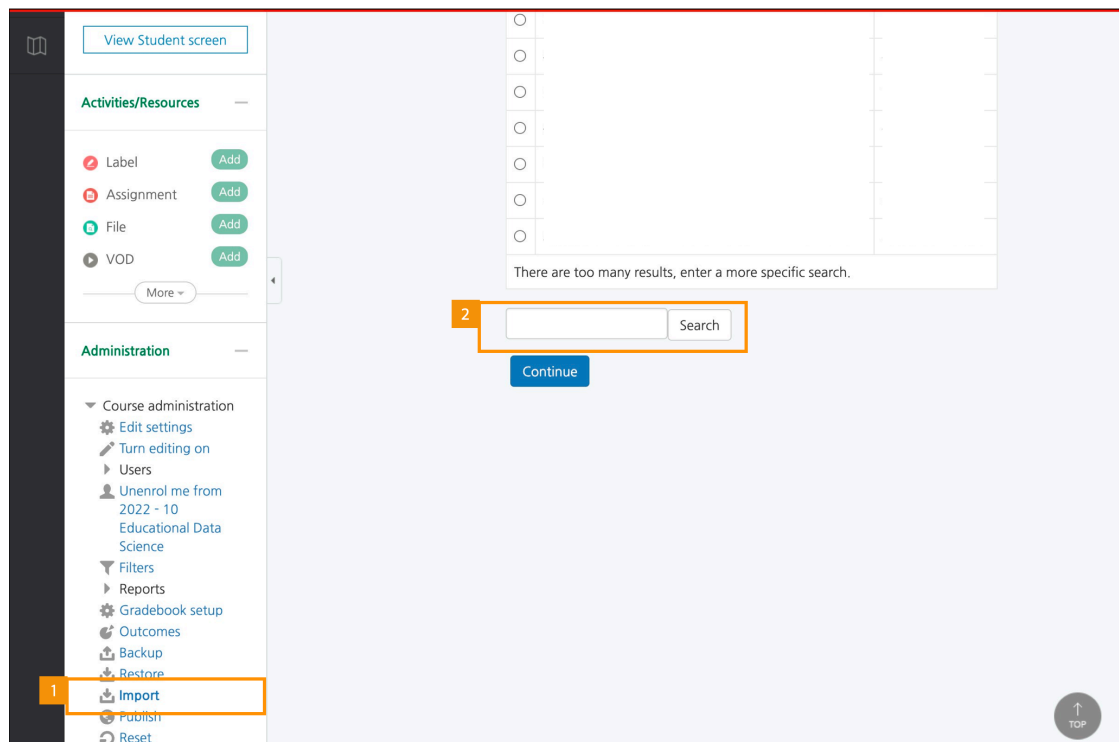 View Student screen
Activities/Resources
Label Add
Assignment Add
File Add
VOD Add
More
Administration
Course administration
Edit settings
Turn editing on
Users
Unenrol me from
2022 - 10
Educational Data
Science
Filters
Reports
Gradebook setup
Outcomes
Backup
Restore
1
Import
Publish
Reset
There are too many results, enter a more specific search.
2
Search
Continue
TOP